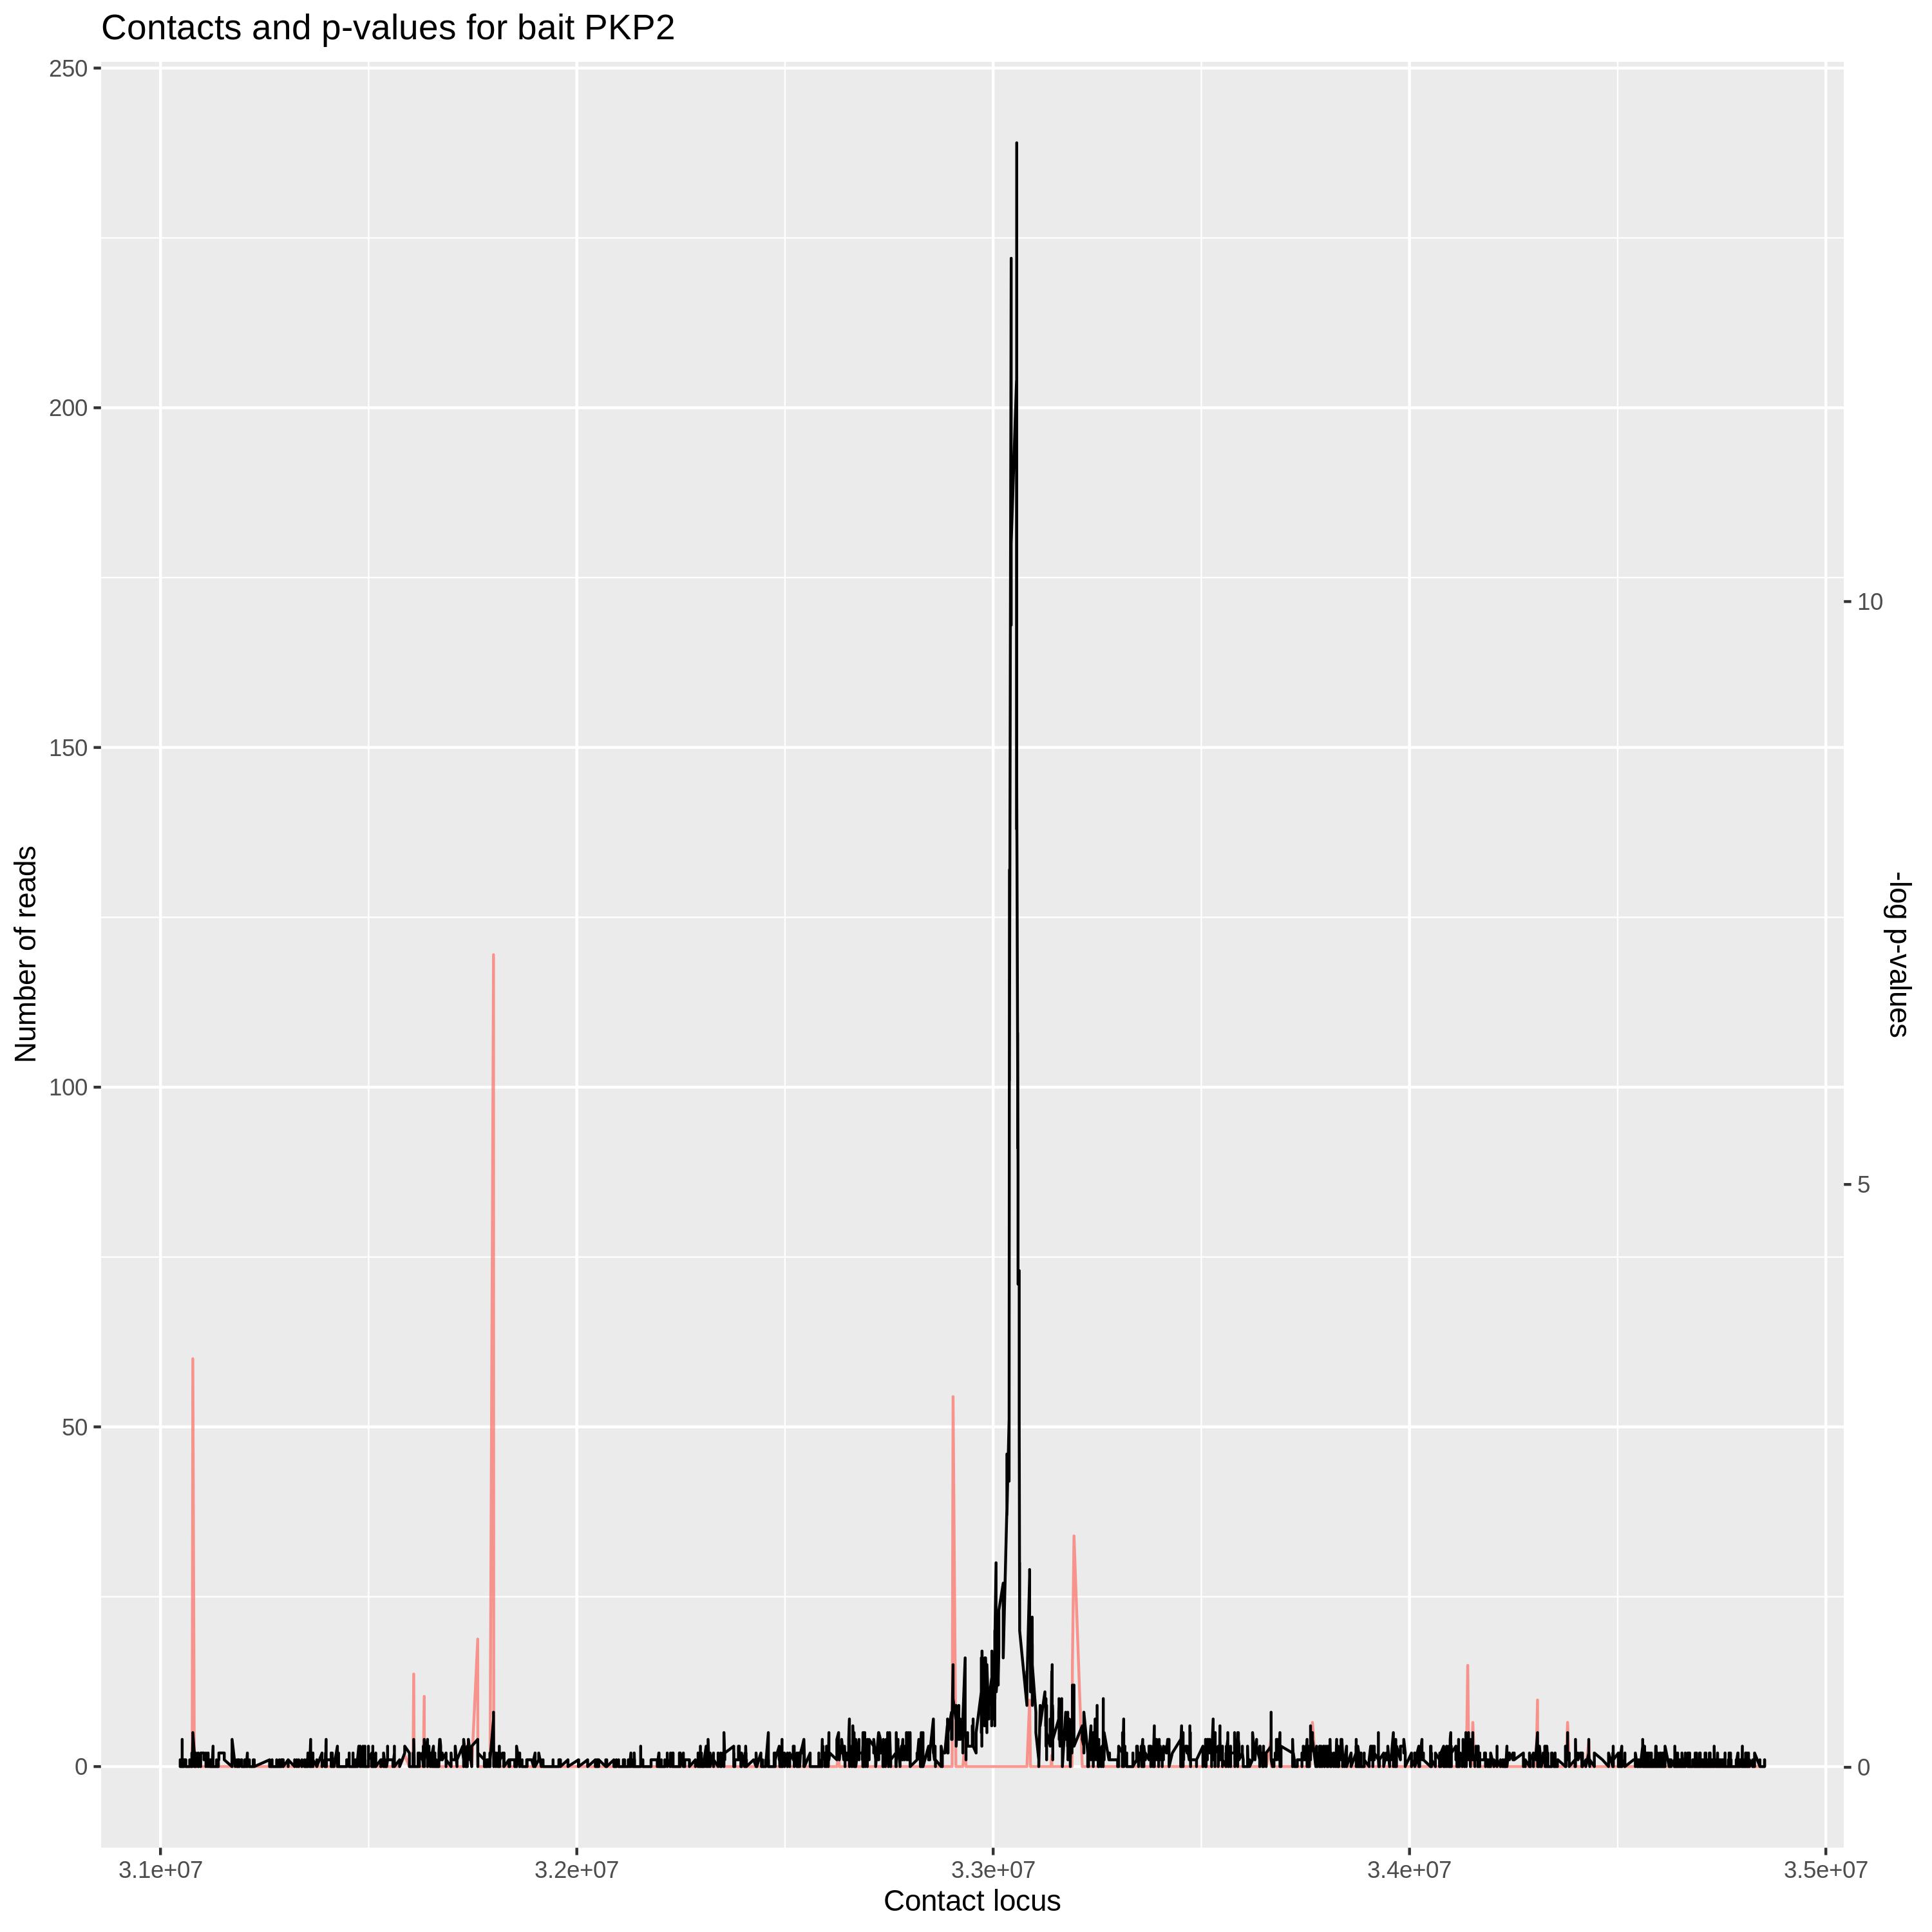 Contacts and p-values for bait PKP2
250
200
150
100
50
0
Number of reads
10
5
0
-log p-values
3.1e+07 3.2e+07 3.3e+07 3.4e+07 3.5e+07
Contact locus